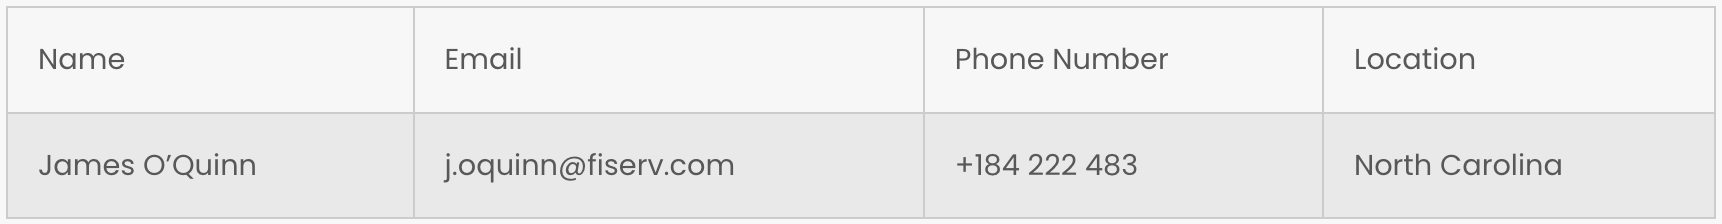 Name Email Phone Number Location
James O’Quinn j.oquinn@fiserv.com +184 222 483 North Carolina